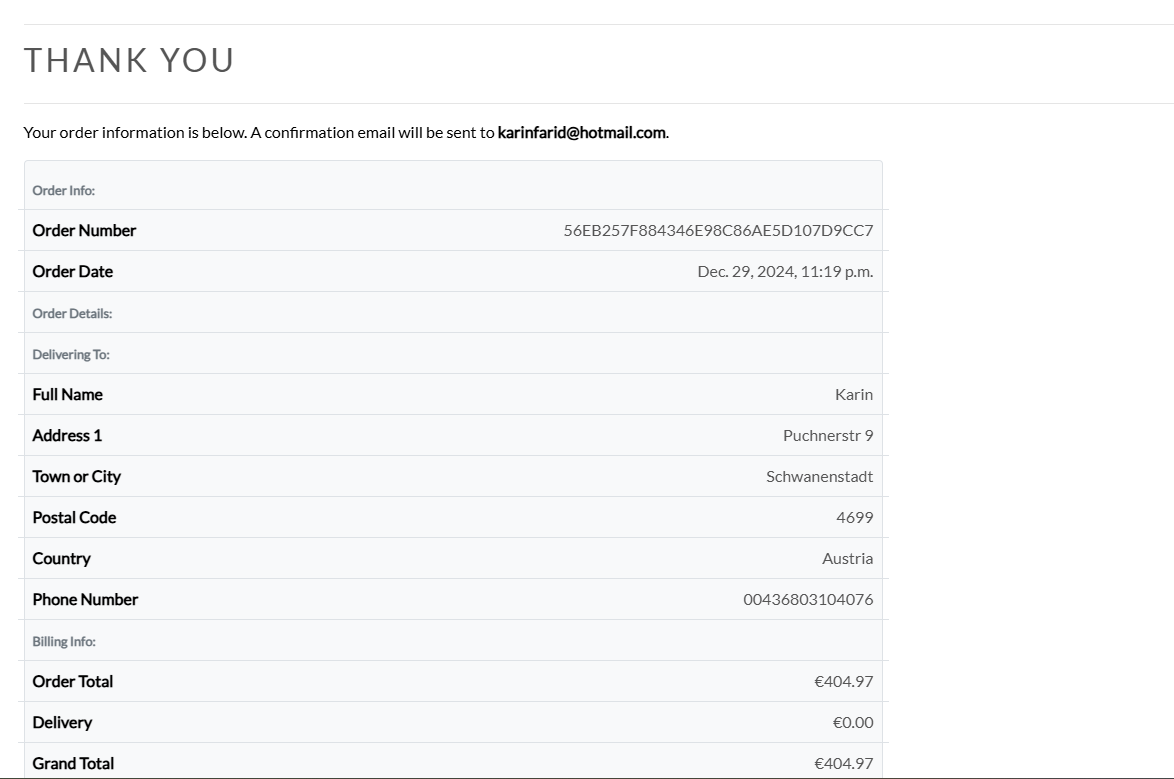 THANK YOU
Your order information is below. A confirmation email will be sent to karinfarid@hotmail.com.
Order Info:
Order Number 56EB257F884346E98C86AE5D107D9CC7
Order Date Dec. 29, 2024, 11:19 p.m.
Order Details:
Delivering To:
Full Name Karin
Address 1 Puchnerstr 9
Town or City Schwanenstadt
Postal Code 4699
Country Austria
Phone Number 00436803104076
Billing Info:
Order Total €404.97
Delivery €0.00
Grand Total €404.97